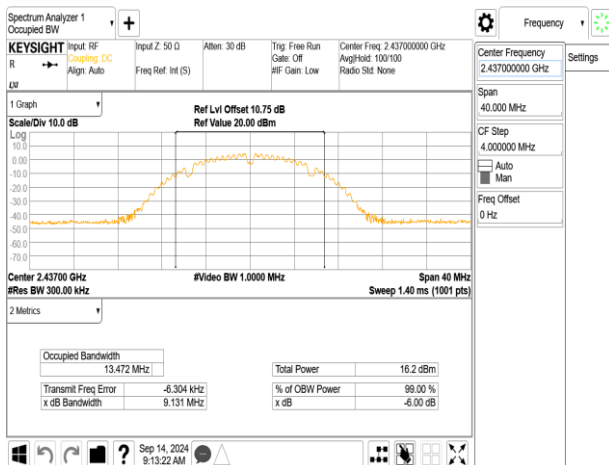 Spectrum Analyzer 1
Occupied BW
Frequency
KEYSIGHT
R
LXI
Input: RF
Coupling: DC
Align: Auto
Input Z: 50 Ω
Freq Ref: Int (S)
Atten: 30 dB
Trig: Free Run
Gate: Off
#IF Gain: Low
Center Freq: 2.437000000 GHz
Avg|Hold: 100/100
Radio Std: None
Center Frequency
2.437000000 GHz
Settings
Span
40.000 MHz
CF Step
4.000000 MHz
Auto
Man
Freq Offset
0 Hz
1 Graph
Scale/Div 10.0 dB
Ref Lvl Offset 10.75 dB
Ref Value 20.00 dBm
Log
10.0
0.00
-10.0
-20.0
-30.0
-40.0
-50.0
-60.0
-70.0
Center 2.43700 GHz
#Video BW 1.0000 MHz
Span 40 MHz
#Res BW 300.00 kHz
Sweep 1.40 ms (1001 pts)
2 Metrics
Occupied Bandwidth
13.472 MHz
Total Power 16.2 dBm
Transmit Freq Error -6.304 kHz
% of OBW Power 99.00 %
x dB Bandwidth 9.131 MHz
x dB -6.00 dB
?
Sep 14, 2024
9:13:22 AM